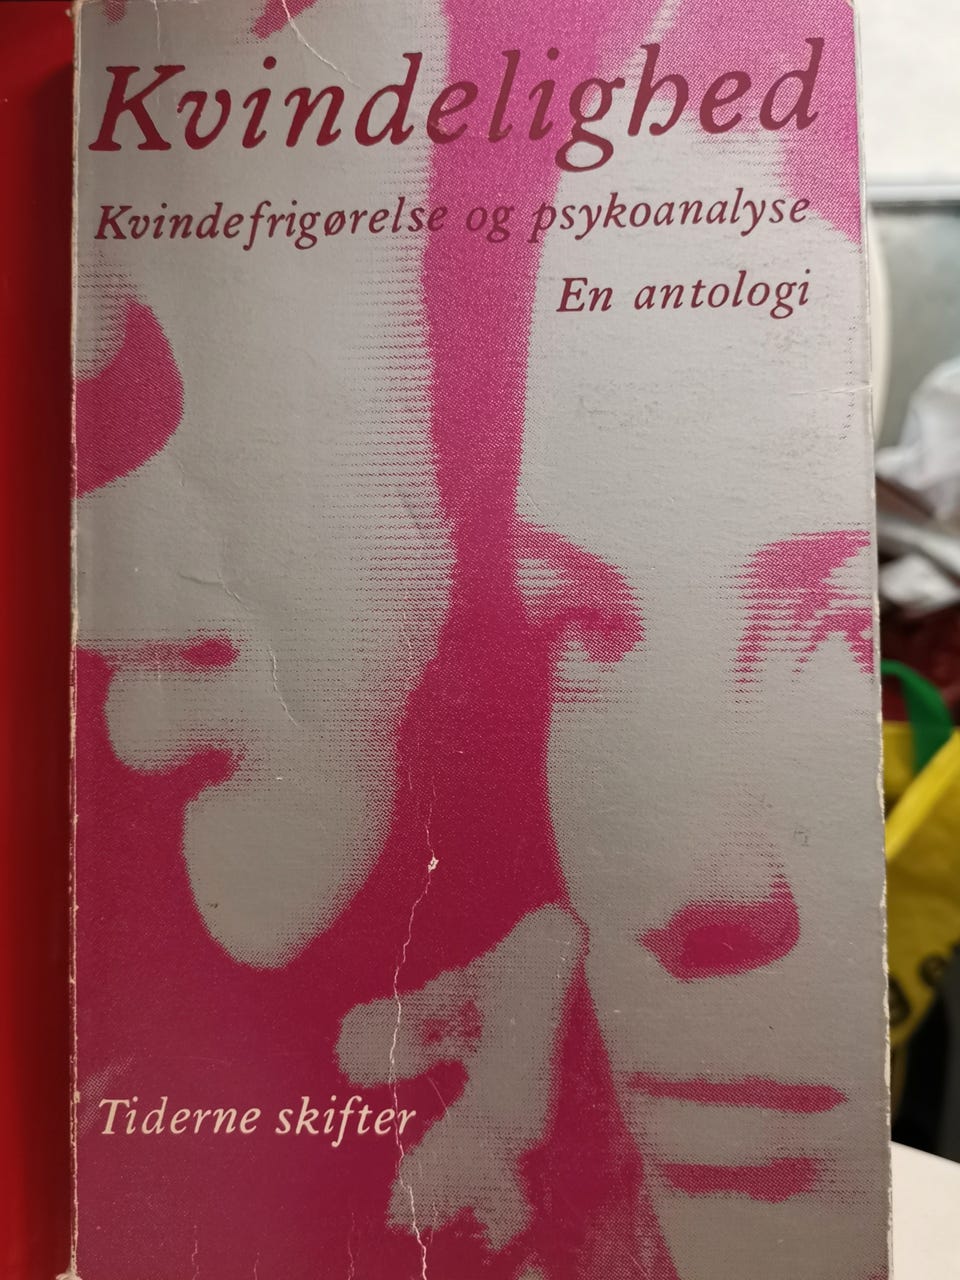 Kvindelighed
Kvindefrigørelse og psykoanalyse
En antologi
Tiderne skifter